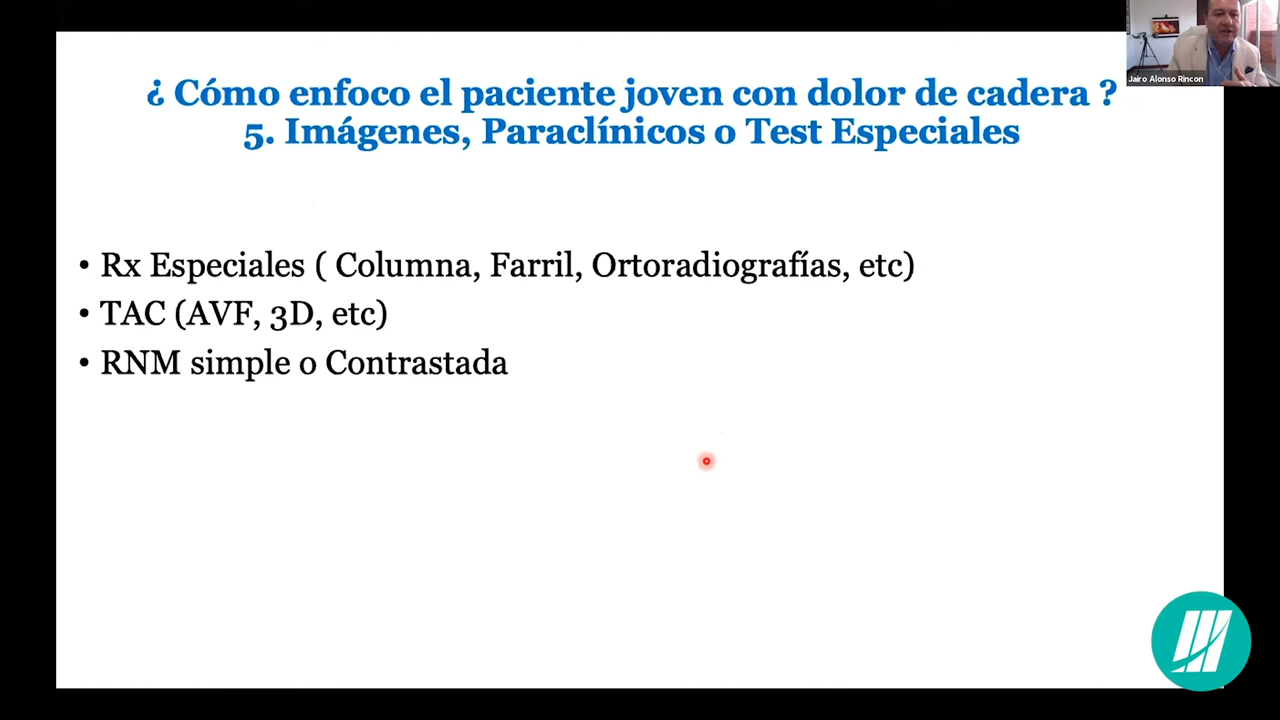 ¿ Cómo enfoco el paciente joven con dolor de cadera ?
5. Imágenes, Paraclínicos o Test Especiales
• Rx Especiales ( Columna, Farril, Ortoradiografías, etc)
• TAC (AVF, 3D, etc)
• RNM simple o Contrastada
Jairo Alonso Rincon